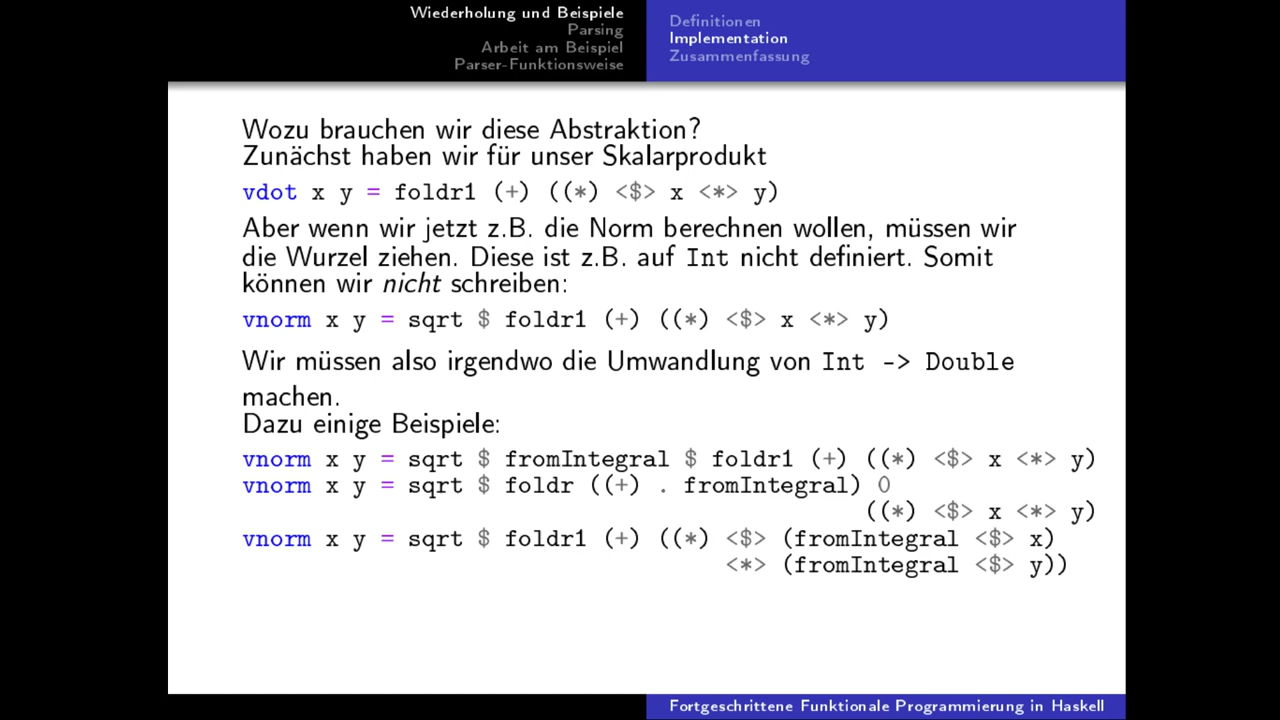 Wiederholung und Beispiele
Parsing
Arbeit am Beispiel
Parser-Funktionsweise
Definitionen
Implementation
Zusammenfassung
Wozu brauchen wir diese Abstraktion?
Zunächst haben wir für unser Skalarprodukt
vdot x y = foldr1 (+) ((*) <$> x <*> y)
Aber wenn wir jetzt z.B. die Norm berechnen wollen, müssen wir
die Wurzel ziehen. Diese ist z.B. auf Int nicht definiert. Somit
können wir nicht schreiben:
vnorm x y = sqrt $ foldr1 (+) ((*) <$> x <*> y)
Wir müssen also irgendwo die Umwandlung von Int -> Double
machen.
Dazu einige Beispiele:
vnorm x y = sqrt $ fromIntegral $ foldr1 (+) ((*) <$> x <*> y)
vnorm x y = sqrt $ foldr ((+) . fromIntegral) 0
((*) <$> x <*> y)
vnorm x y = sqrt $ foldr1 (+) ((*) <$> (fromIntegral <$> x)
<*> (fromIntegral <$> y))
Fortgeschrittene Funktionale Programmierung in Haskell